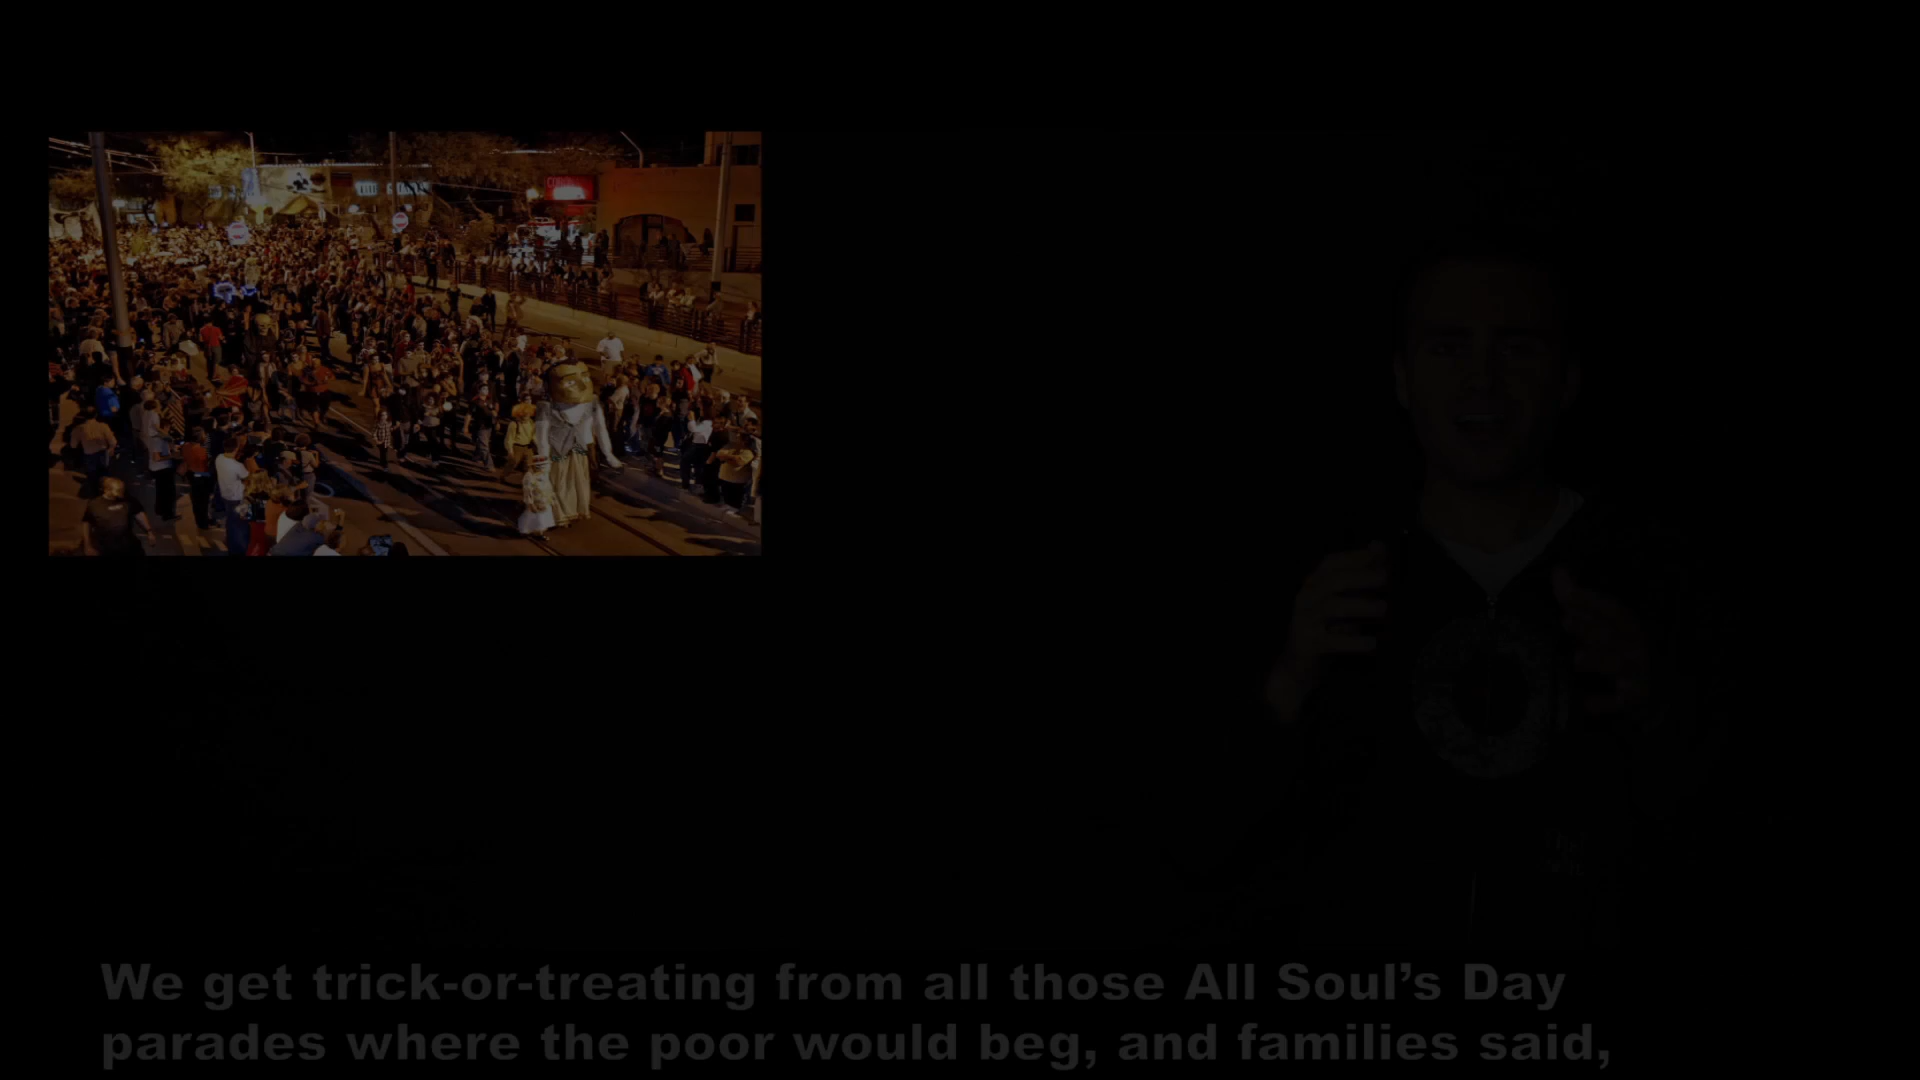 We get trick-or-treating from all those All Soul’s Day
parades where the poor would beg, and families said,